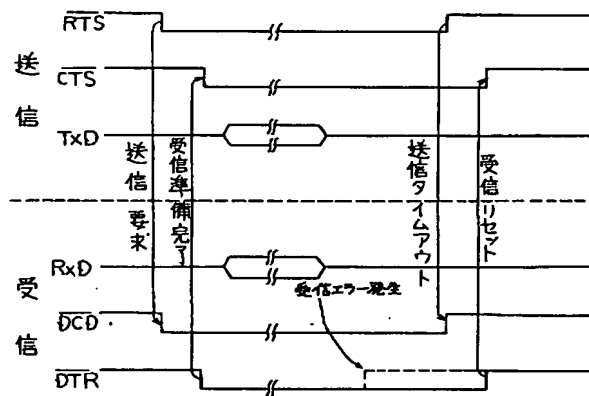 送信
RTS
CTS
TxD
送信要求
受信準備完了
送信タイムアウト
受信リセット
受信
RxD
受信エラー発生
DCD
DTR